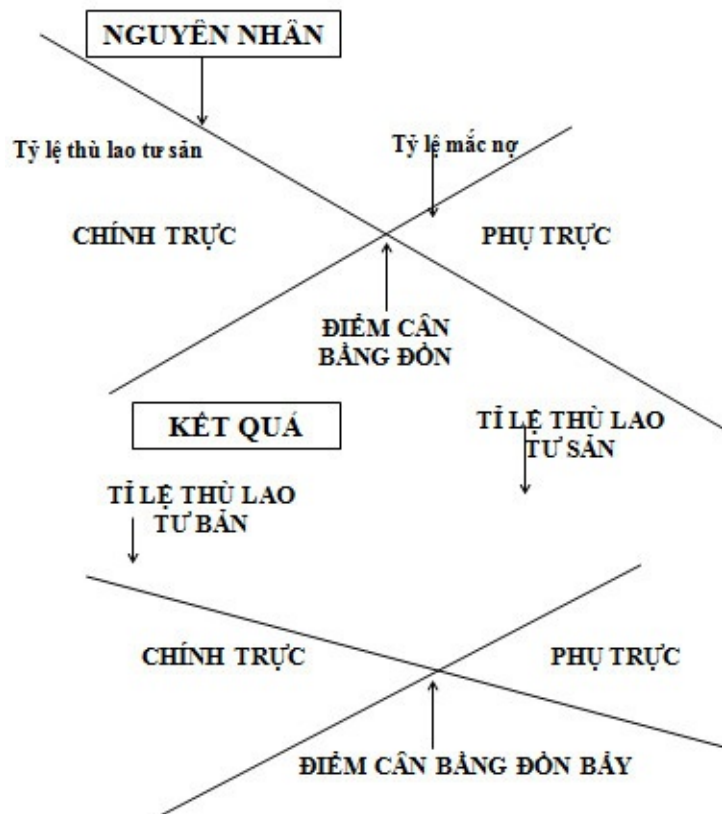 NGUYÊN NHÂN
Tỷ lệ thù lao tư sản
Tỷ lệ mắc nợ
CHÍNH TRỰC
PHỤ TRỰC
ĐIỂM CÂN
BẰNG ĐÒN
KẾT QUẢ
TỈ LỆ THÙ LAO
TƯ SẢN
TỈ LỆ THÙ LAO
TƯ BẢN
CHÍNH TRỰC
PHỤ TRỰC
ĐIỂM CÂN BẰNG ĐÒN BẨY